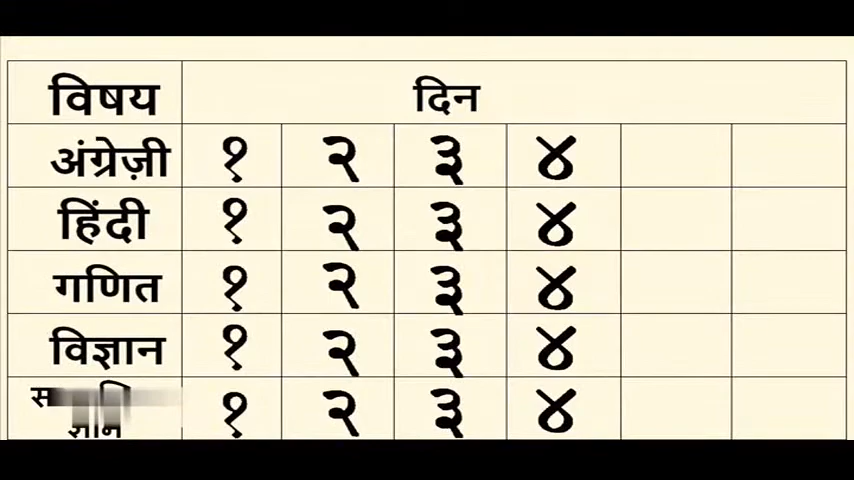 विषय दिन
अंग्रेज़ी १ २ ३ ४
हिंदी १ २ ३ ४
गणित १ २ ३ ४
विज्ञान १ २ ३ ४
१ २ ३ ४